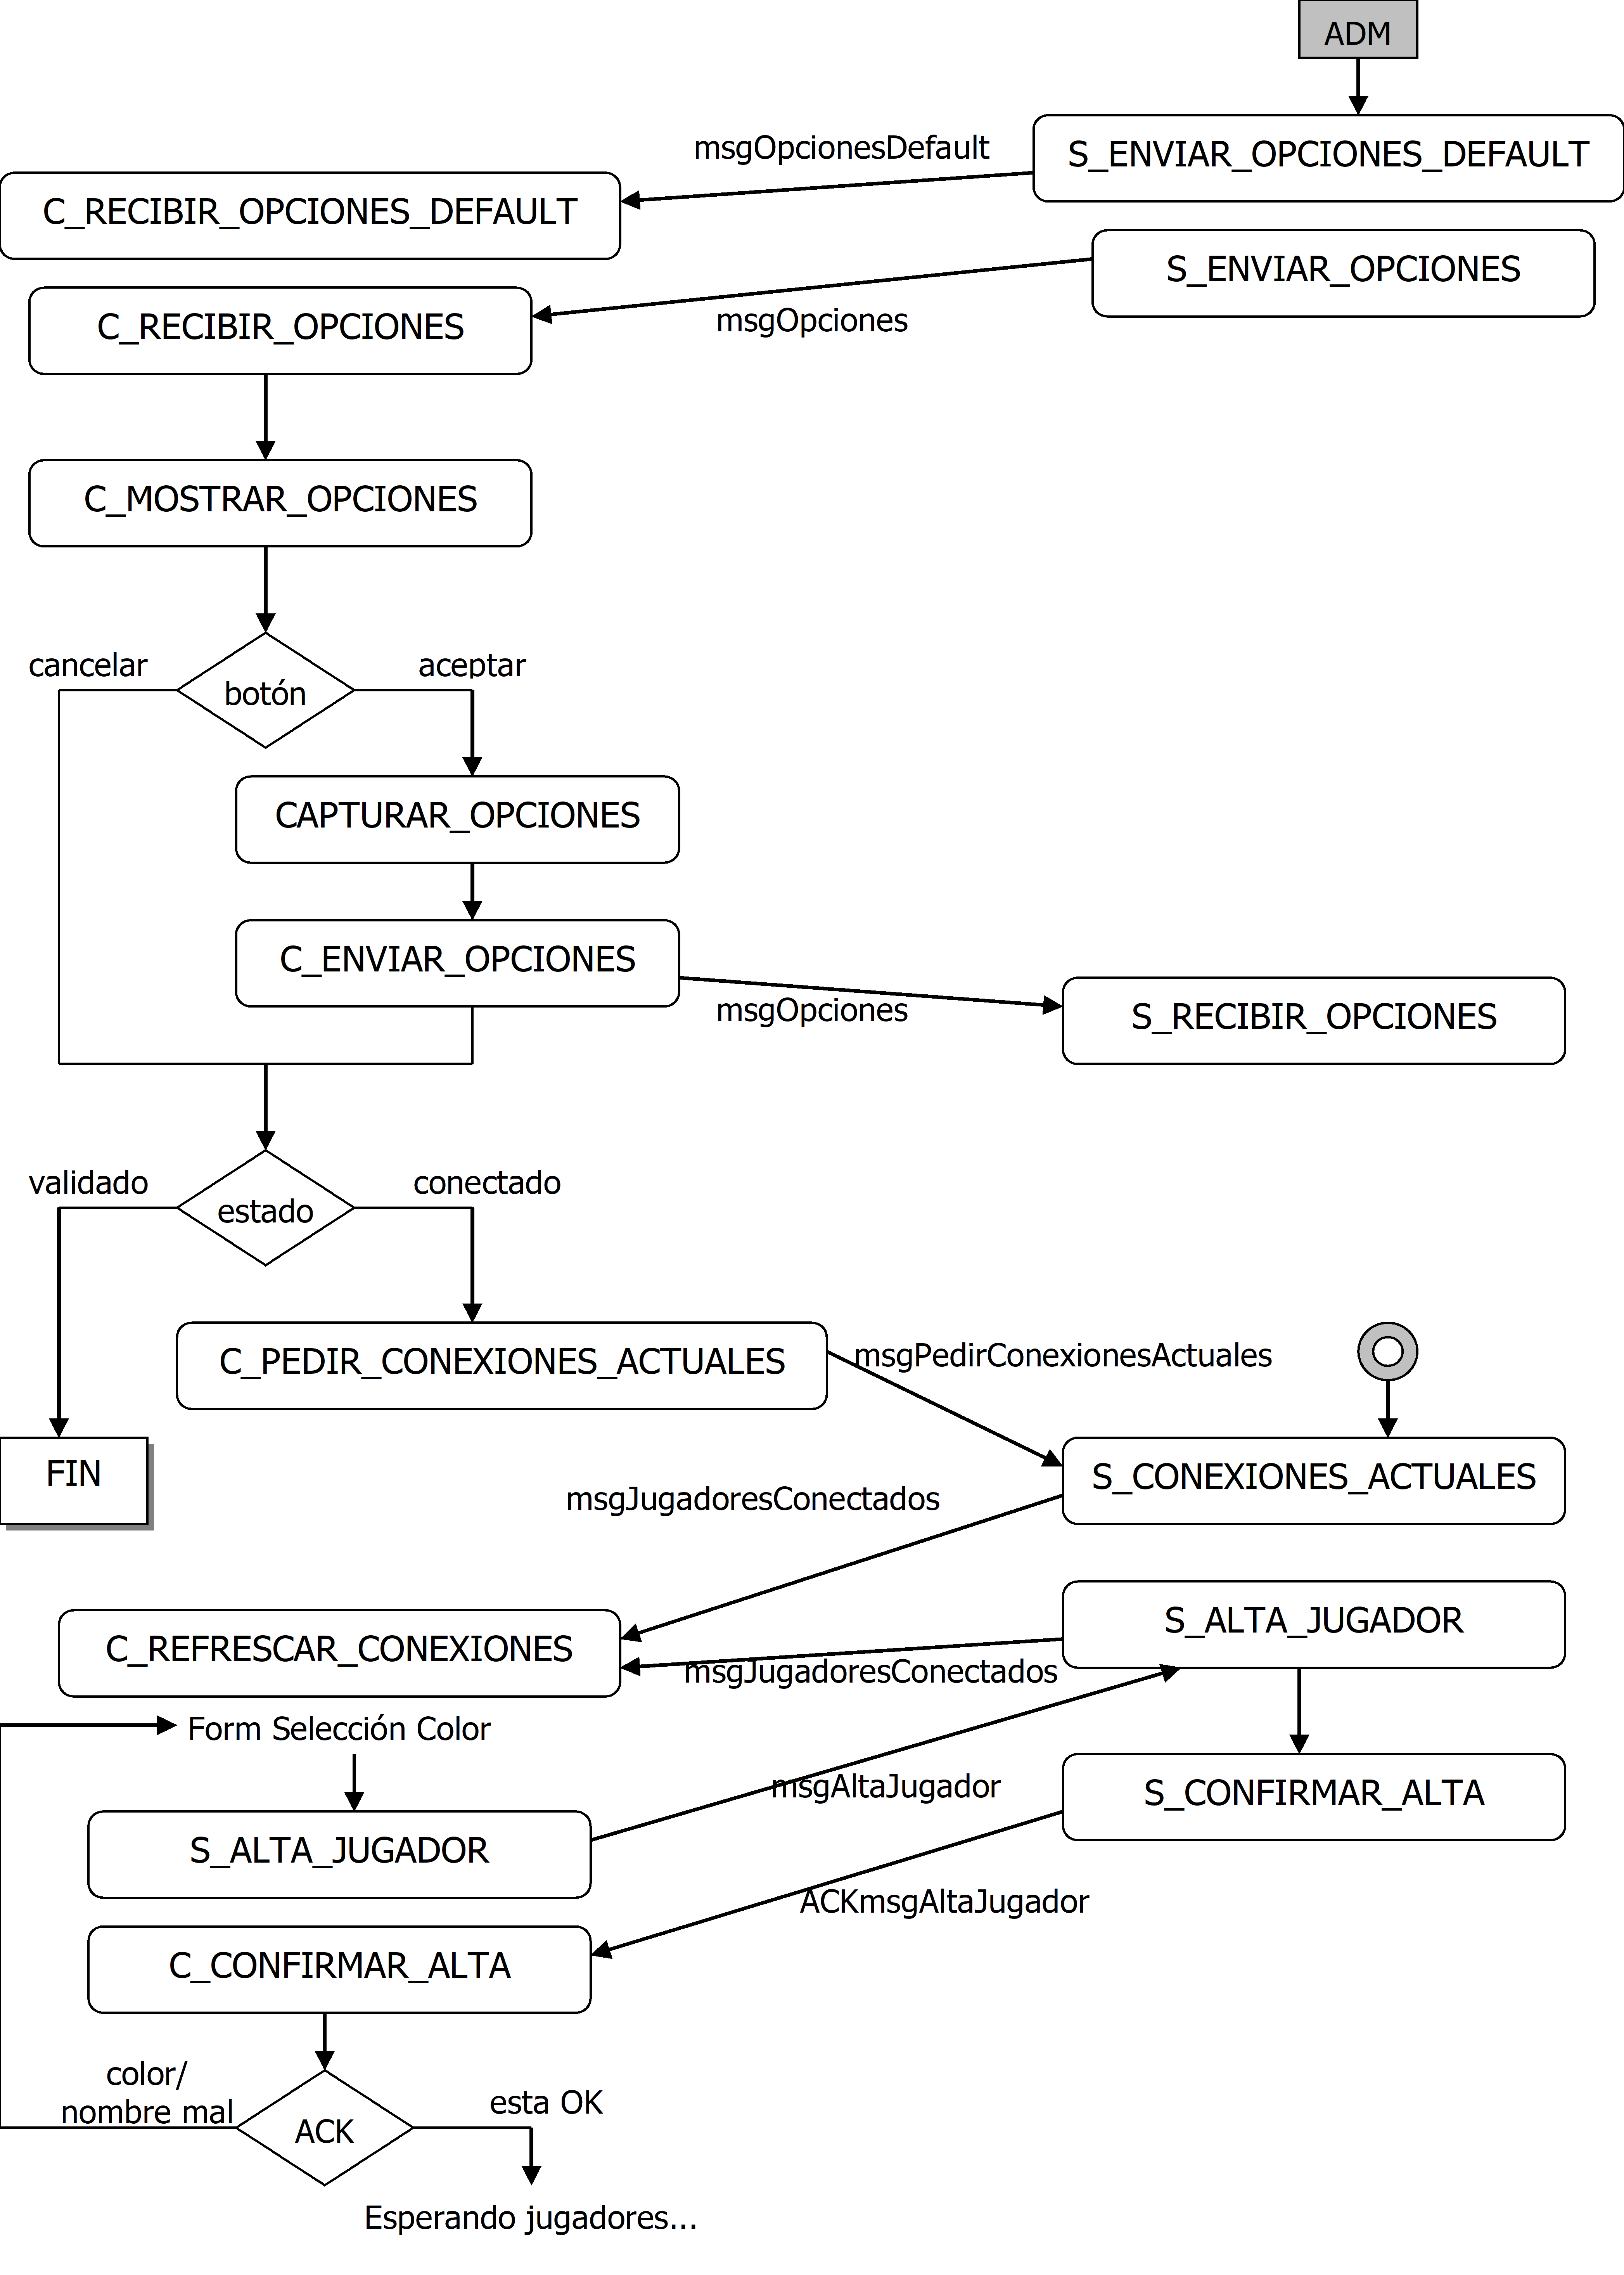 ADM
msgOpcionesDefault
S_ENVIAR_OPCIONES_DEFAULT
C_RECIBIR_OPCIONES_DEFAULT
S_ENVIAR_OPCIONES
C_RECIBIR_OPCIONES
msgOpciones
C_MOSTRAR_OPCIONES
cancelar
aceptar
botón
CAPTURAR_OPCIONES
C_ENVIAR_OPCIONES
msgOpciones
S_RECIBIR_OPCIONES
validado
conectado
estado
C_PEDIR_CONEXIONES_ACTUALES
msgPedirConexionesActuales
FIN
S_CONEXIONES_ACTUALES
msgJugadoresConectados
S_ALTA_JUGADOR
C_REFRESCAR_CONEXIONES
msgJugadoresConectados
Form Selección Color
msgAltaJugador
S_CONFIRMAR_ALTA
S_ALTA_JUGADOR
ACKmsgAltaJugador
C_CONFIRMAR_ALTA
color/
nombre mal
esta OK
ACK
Esperando jugadores...